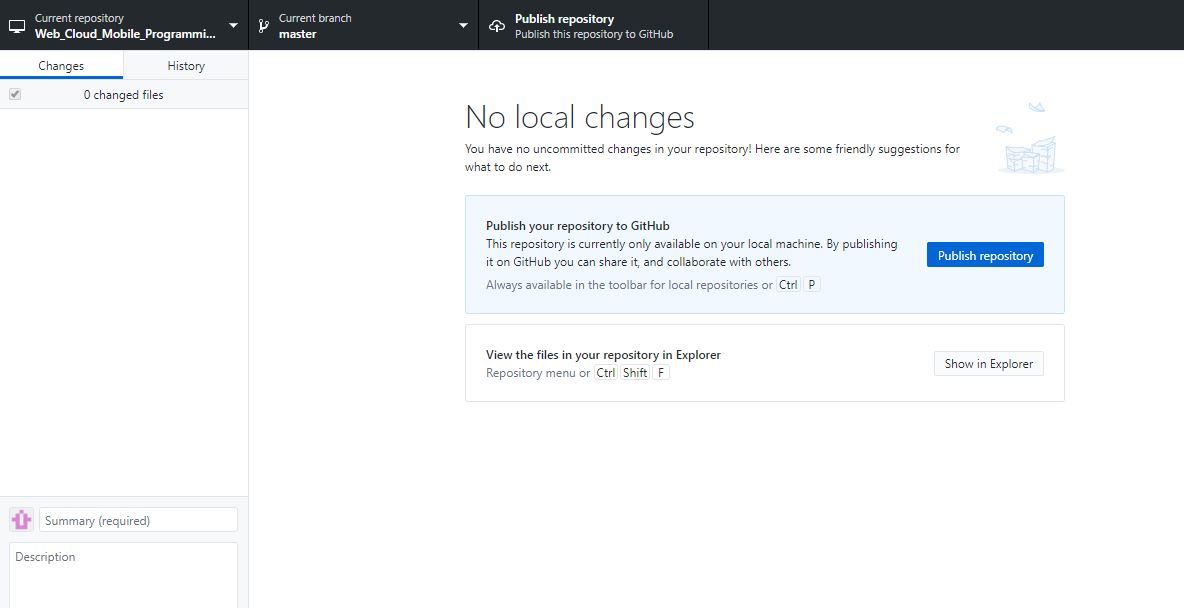 Current repository
Web_Cloud_Mobile_Programmi...
Current branch
master
Publish repository
Publish this repository to GitHub
Changes
History
0 changed files
No local changes
You have no uncommitted changes in your repository! Here are some friendly suggestions for
what to do next.
Publish your repository to GitHub
This repository is currently only available on your local machine. By publishing
it on GitHub you can share it, and collaborate with others.
Always available in the toolbar for local repositories or Ctrl P
Publish repository
View the files in your repository in Explorer
Repository menu or Ctrl Shift F
Show in Explorer
Summary (required)
Description